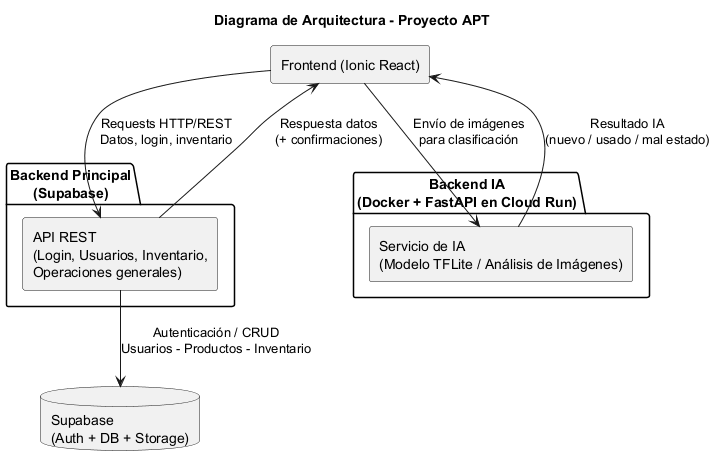 Diagrama de Arquitectura - Proyecto APT
Frontend (Ionic React)
Requests HTTP/REST
Datos, login, inventario
Respuesta datos
(+ confirmaciones)
Envío de imágenes
para clasificación
Resultado IA
(nuevo / usado / mal estado)
Backend Principal
(Supabase)
API REST
(Login, Usuarios, Inventario,
Operaciones generales)
Backend IA
(Docker + FastAPI en Cloud Run)
Servicio de IA
(Modelo TFLite / Análisis de Imágenes)
Autenticación / CRUD
Usuarios - Productos - Inventario
Supabase
(Auth + DB + Storage)